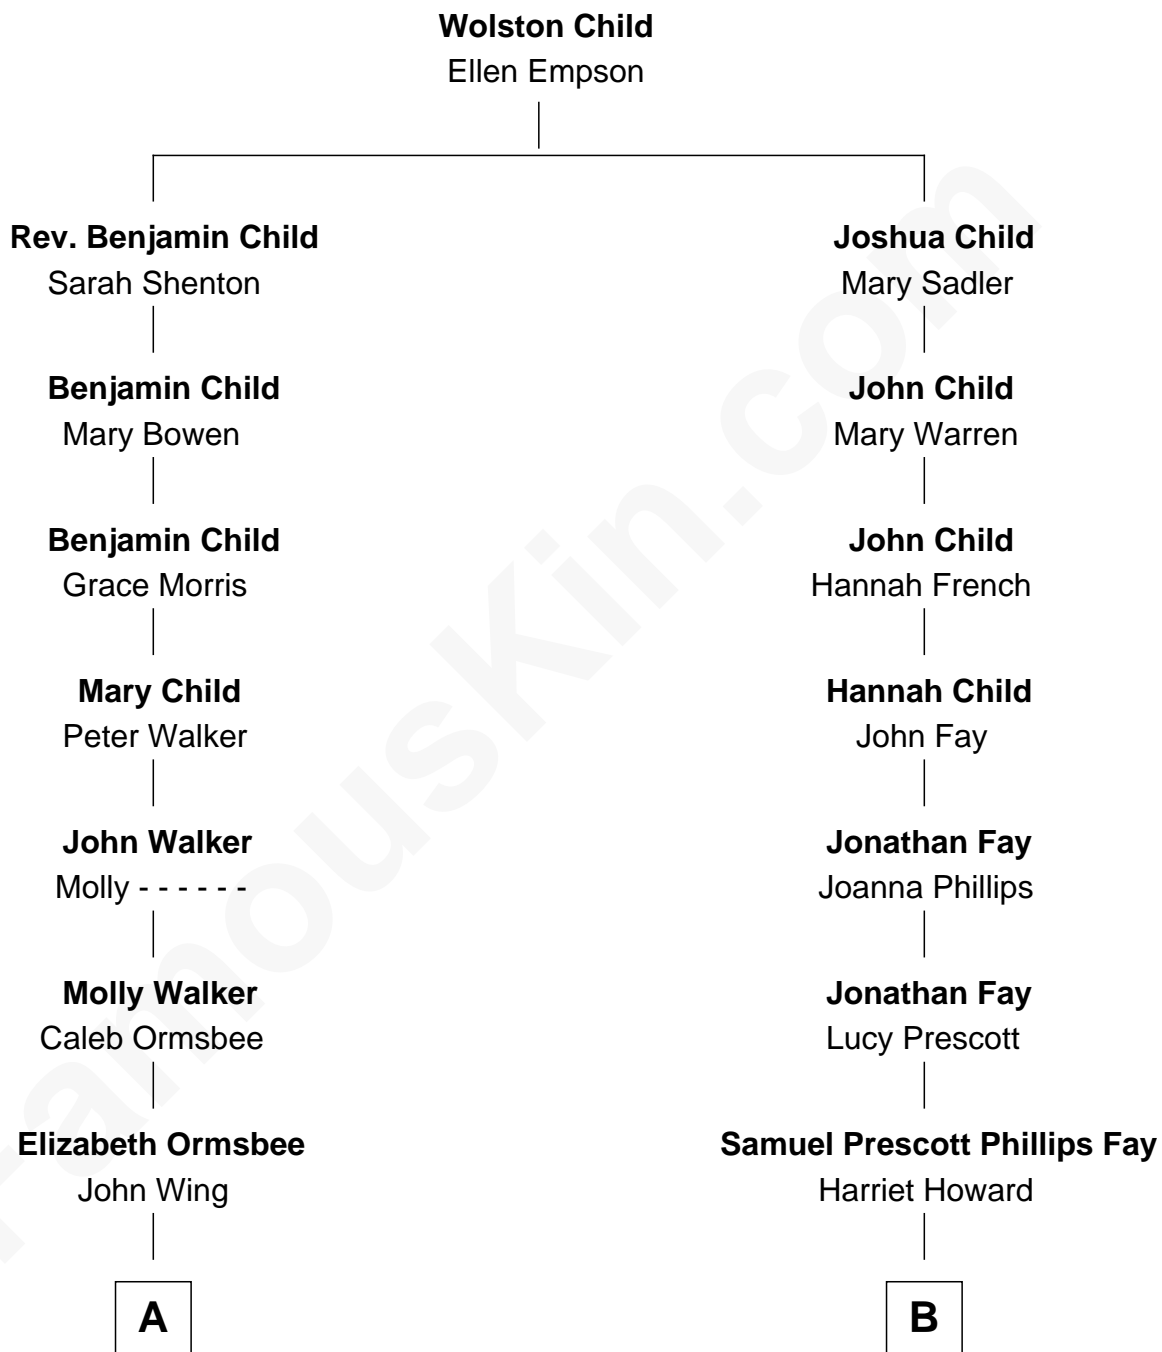 Wolston Child
Ellen Empson
Rev. Benjamin Child
Sarah Shenton
Joshua Child
Mary Sadler
Benjamin Child
Mary Bowen
John Child
Mary Warren
Benjamin Child
Grace Morris
John Child
Hannah French
Mary Child
Peter Walker
Hannah Child
John Fay
John Walker
Molly - - - - - -
Jonathan Fay
Joanna Phillips
Molly Walker
Caleb Ormsbee
Jonathan Fay
Lucy Prescott
Elizabeth Ormsbee
John Wing
Samuel Prescott Phillips Fay
Harriet Howard
A
B
FamousKin.com